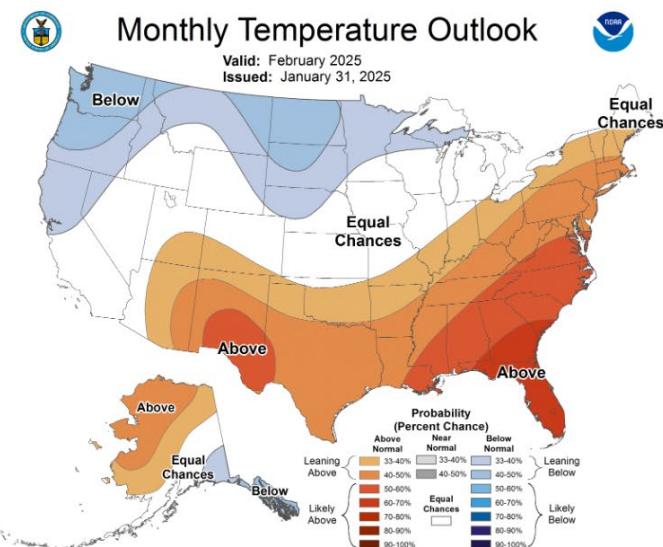 Monthly Temperature Outlook
NOAA
Valid: February 2025
Issued: January 31, 2025
Below
Equal
Chances
Equal
Chances
Above
Above
Above
Equal
Chances
Below
Probability
(Percent Chance)
Above
Normal
Near
Normal
Below
Normal
Leaning
Above
33-40%
40-50%
33-40%
40-50%
33-40%
40-50%
Leaning
Below
Likely
Above
50-60%
60-70%
70-80%
80-90%
90-100%
Equal
Chances
50-60%
60-70%
70-80%
80-90%
90-100%
Likely
Below